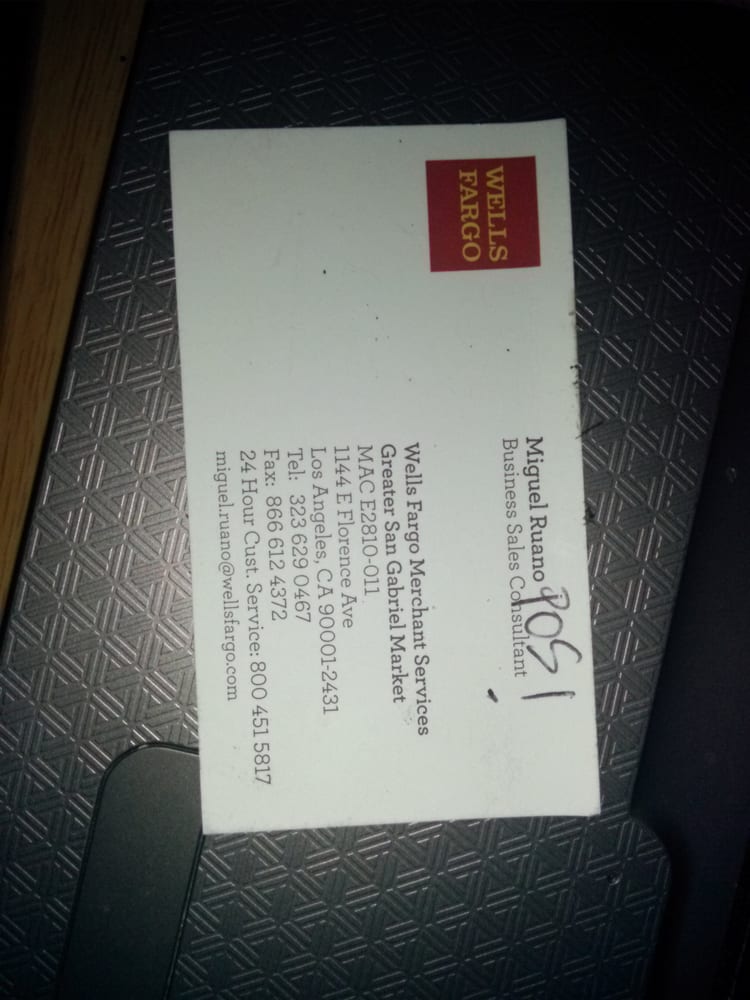 WELLS
FARGO
Miguel Ruano
Business Sales Consultant
Wells Fargo Merchant Services
Greater San Gabriel Market
MAC E2810-011
1144 E Florence Ave
Los Angeles, CA 90001-2431
Tel: 323 629 0467
Fax: 866 612 4372
24 Hour Cust. Service: 800 451 5817
miguel.ruano@wellsfargo.com